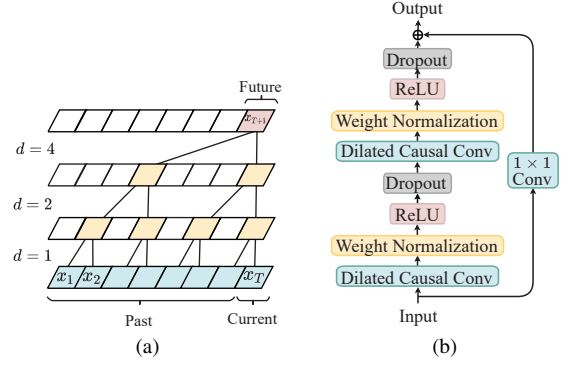 Future
x_{T+1}
d = 4
d = 2
d = 1
x_1 x_2 x_T
Past
Current
(a)
Output
⊕
Dropout
ReLU
Weight Normalization
Dilated Causal Conv
Dropout
ReLU
Weight Normalization
Dilated Causal Conv
Input
1 × 1
Conv
(b)